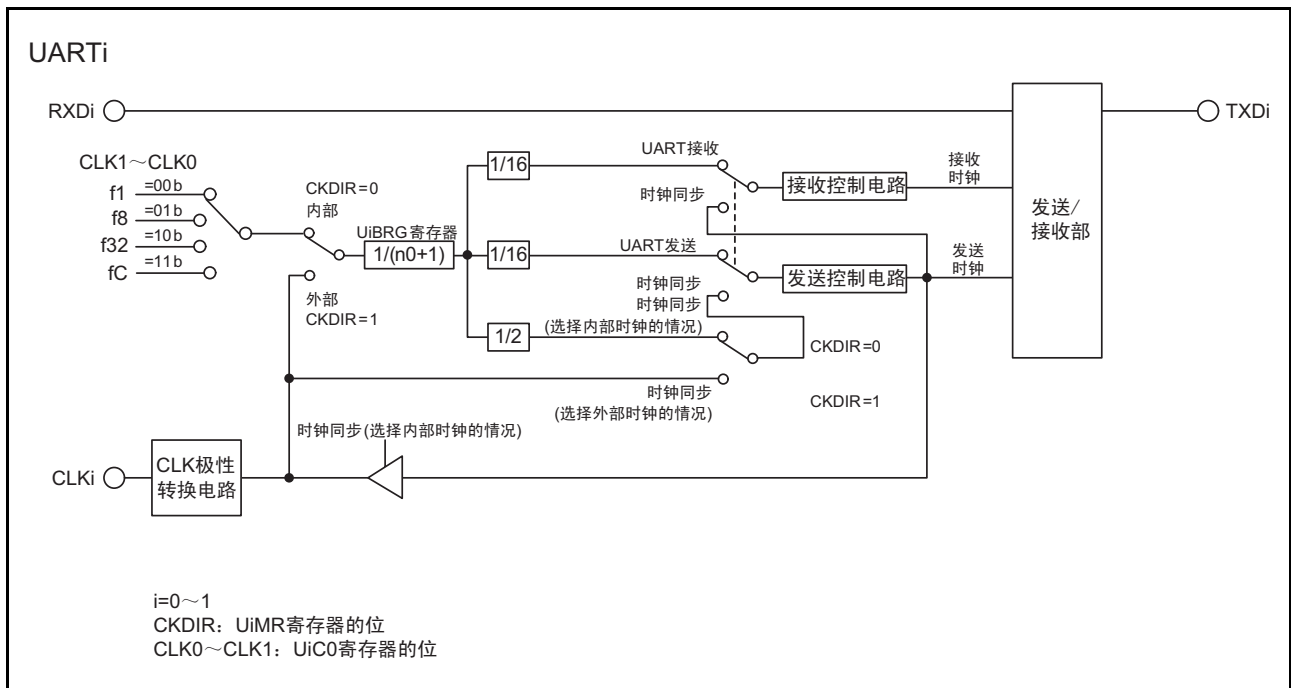 UARTi
RXDi
TXDi
CLK1～CLK0
f1 =00b
f8 =01b
f32 =10b
fC =11b
CKDIR=0
内部
外部
CKDIR=1
UiBRG寄存器
1/(n0+1)
1/16
UART接收
时钟同步
接收控制电路
接收
时钟
1/16
UART发送
时钟同步
发送控制电路
发送
时钟
发送/
接收部
1/2
时钟同步
(选择内部时钟的情况)
CKDIR=0
时钟同步
(选择外部时钟的情况)
CKDIR=1
时钟同步(选择内部时钟的情况)
CLKi
CLK极性
转换电路
i=0～1
CKDIR：UiMR寄存器的位
CLK0～CLK1：UiC0寄存器的位